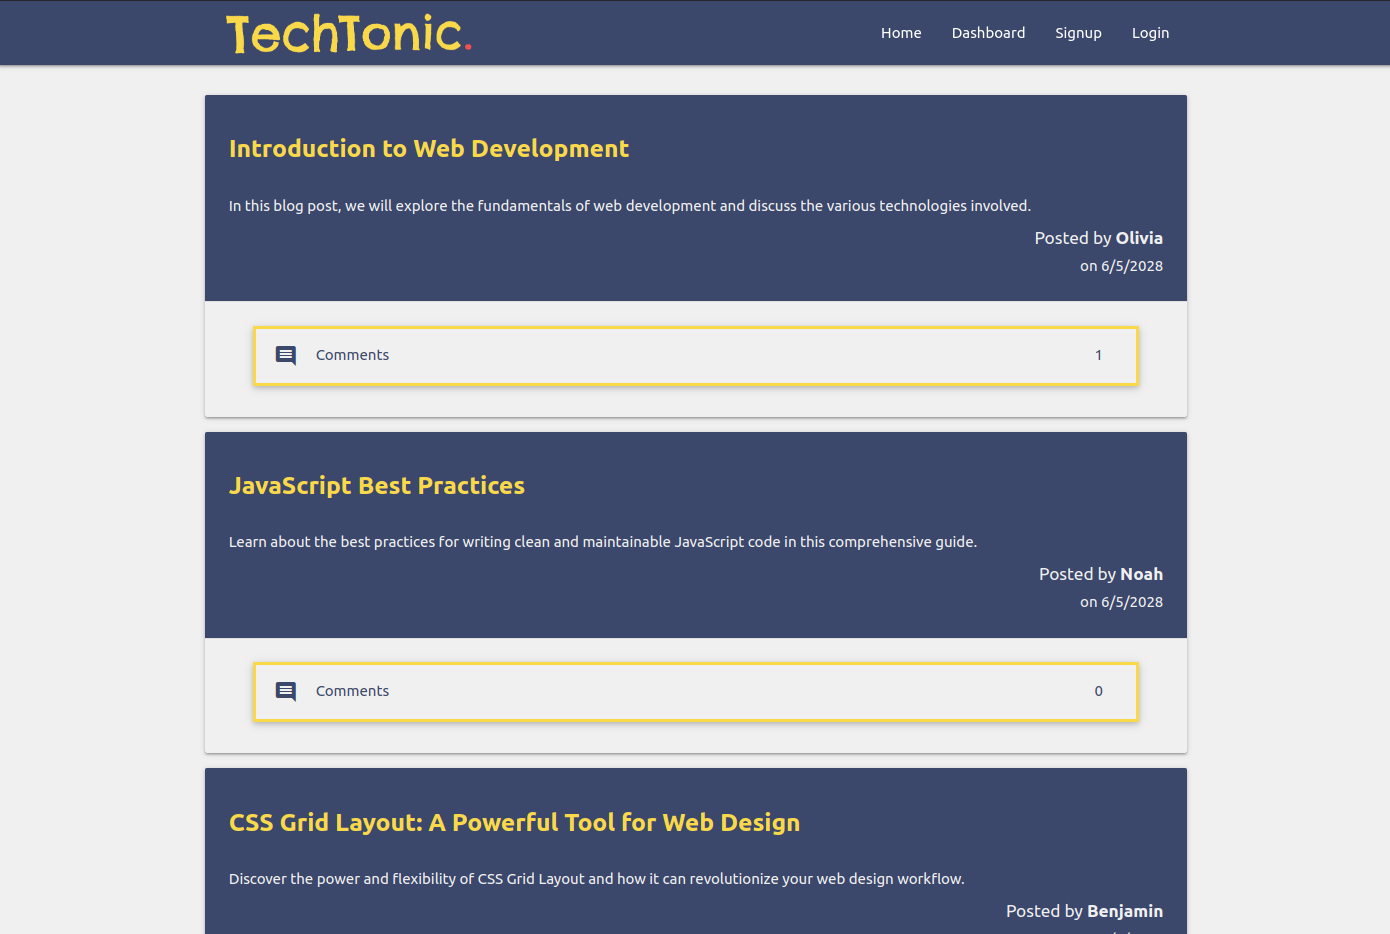 TechTonic.
Home Dashboard Signup Login
Introduction to Web Development
In this blog post, we will explore the fundamentals of web development and discuss the various technologies involved.
Posted by Olivia
on 6/5/2028
Comments 1
JavaScript Best Practices
Learn about the best practices for writing clean and maintainable JavaScript code in this comprehensive guide.
Posted by Noah
on 6/5/2028
Comments 0
CSS Grid Layout: A Powerful Tool for Web Design
Discover the power and flexibility of CSS Grid Layout and how it can revolutionize your web design workflow.
Posted by Benjamin